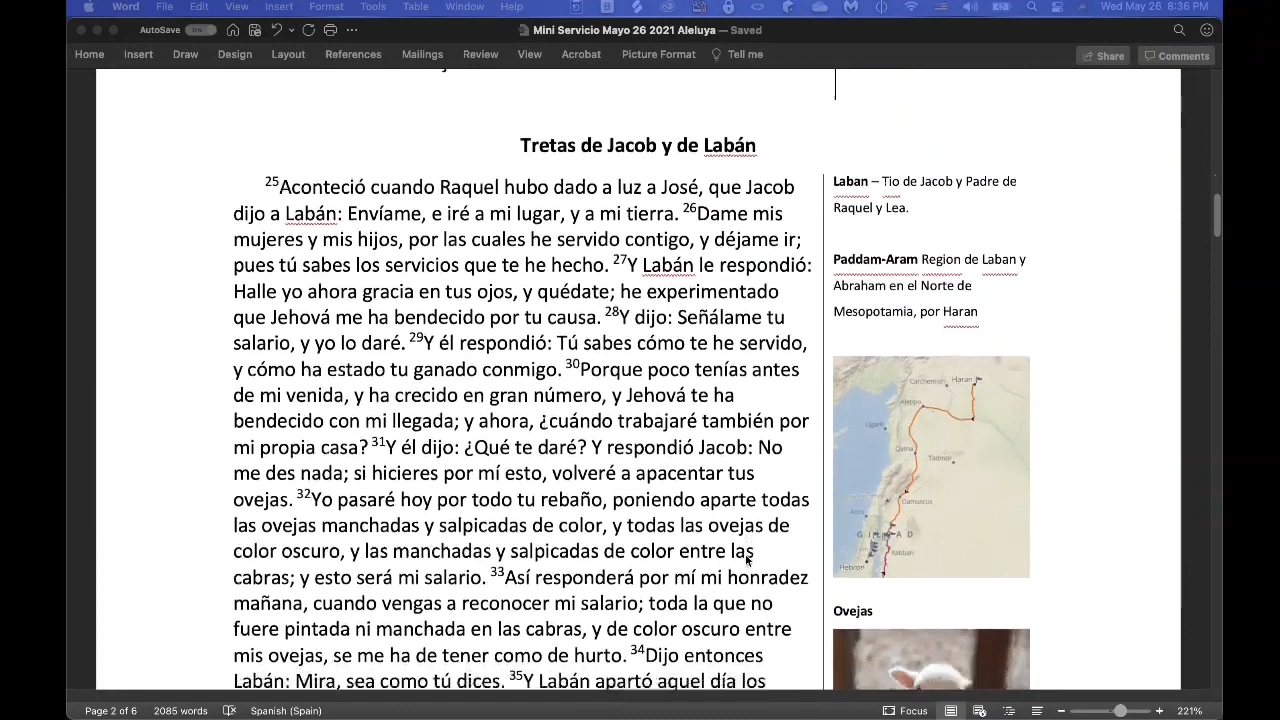 Word File Edit View Insert Format Tools Table Window Help Wed May 26 8:36 PM
AutoSave ON Mini Servicio Mayo 26 2021 Aleluya — Saved
Home Insert Draw Design Layout References Mailings Review View Acrobat Picture Format Tell me Share Comments
Tretas de Jacob y de Labán
25Aconteció cuando Raquel hubo dado a luz a José, que Jacob
dijo a Labán: Envíame, e iré a mi lugar, y a mi tierra. 26Dame mis
mujeres y mis hijos, por las cuales he servido contigo, y déjame ir;
pues tú sabes los servicios que te he hecho. 27Y Labán le respondió:
Halle yo ahora gracia en tus ojos, y quédate; he experimentado
que Jehová me ha bendecido por tu causa. 28Y dijo: Señálame tu
salario, y yo lo daré. 29Y él respondió: Tú sabes cómo te he servido,
y cómo ha estado tu ganado conmigo. 30Porque poco tenías antes
de mi venida, y ha crecido en gran número, y Jehová te ha
bendecido con mi llegada; y ahora, ¿cuándo trabajaré también por
mi propia casa? 31Y él dijo: ¿Qué te daré? Y respondió Jacob: No
me des nada; si hicieres por mí esto, volveré a apacentar tus
ovejas. 32Yo pasaré hoy por todo tu rebaño, poniendo aparte todas
las ovejas manchadas y salpicadas de color, y todas las ovejas de
color oscuro, y las manchadas y salpicadas de color entre las
cabras; y esto será mi salario. 33Así responderá por mí mi honradez
mañana, cuando vengas a reconocer mi salario; toda la que no
fuere pintada ni manchada en las cabras, y de color oscuro entre
mis ovejas, se me ha de tener como de hurto. 34Dijo entonces
Labán: Mira, sea como tú dices. 35Y Labán apartó aquel día los
Laban – Tio de Jacob y Padre de
Raquel y Lea.
Paddam-Aram Region de Laban y
Abraham en el Norte de
Mesopotamia, por Haran
Carchemish Haran
Aleppo
Ugarit
Qatna
Tadmor
Damascus
GILEAD
Rabbah
Hebron
Ovejas
Page 2 of 6 2085 words Spanish (Spain) Focus 221%